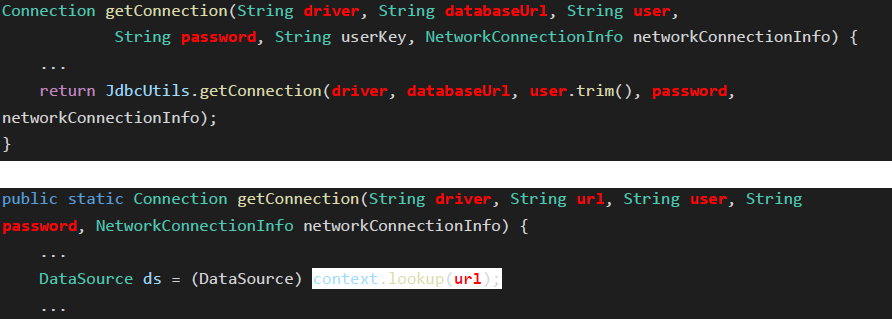 Connection getConnection(String driver, String databaseUrl, String user,
String password, String userKey, NetworkConnectionInfo networkConnectionInfo) {
...
return JdbcUtils.getConnection(driver, databaseUrl, user.trim(), password,
networkConnectionInfo);
}
public static Connection getConnection(String driver, String url, String user, String
password, NetworkConnectionInfo networkConnectionInfo) {
...
DataSource ds = (DataSource) context.lookup(url);
...